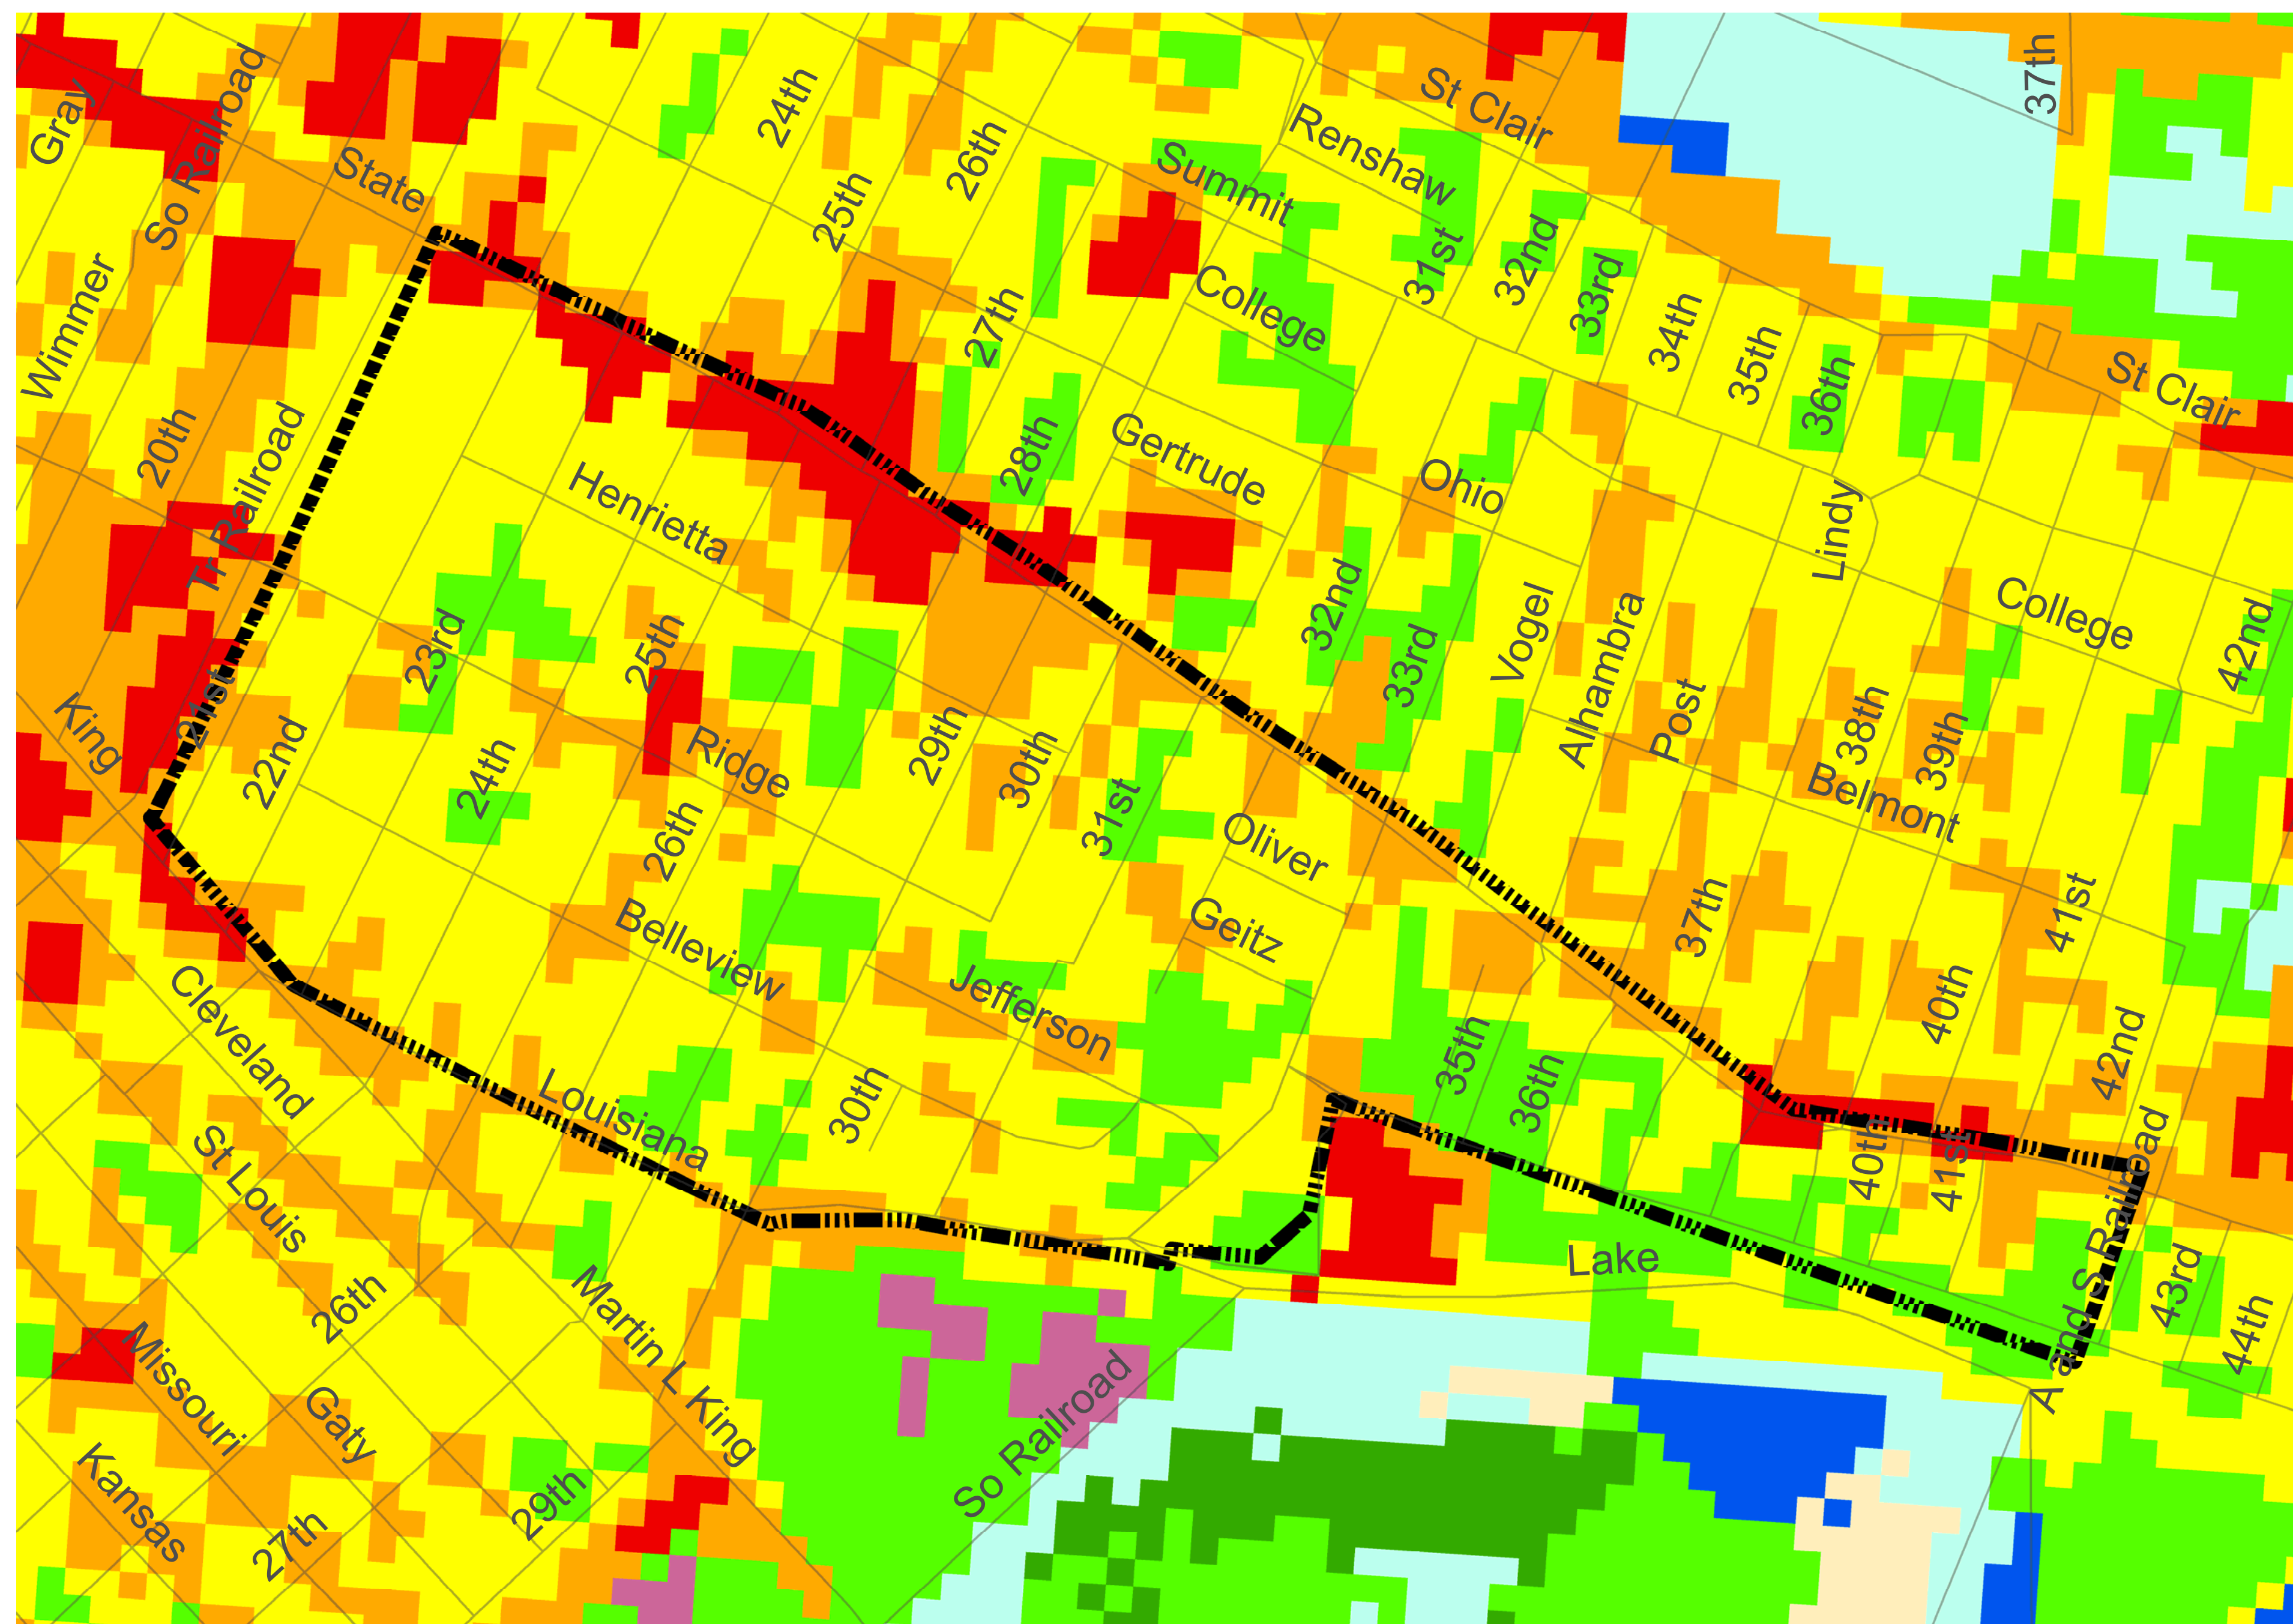 37th
Gray
So Railroad
State
24th
25th
26th
St Clair
Renshaw
Summit
31st
32nd
33rd
34th
35th
36th
St Clair
Wimmer
20th
Tr Railroad
27th
College
28th
Gertrude
Ohio
Lindy
Henrietta
32nd
33rd
Vogel
Alhambra
Post
38th
39th
College
42nd
King
21st
22nd
23rd
24th
25th
Ridge
26th
29th
30th
31st
Oliver
Geitz
Belmont
37th
41st
40th
42nd
Cleveland
Belleview
Jefferson
Louisiana
30th
35th
36th
40th
41st
A and S Railroad
43rd
44th
Lake
St Louis
26th
Martin L King
Missouri
Gaty
Kansas
27th
29th
So Railroad